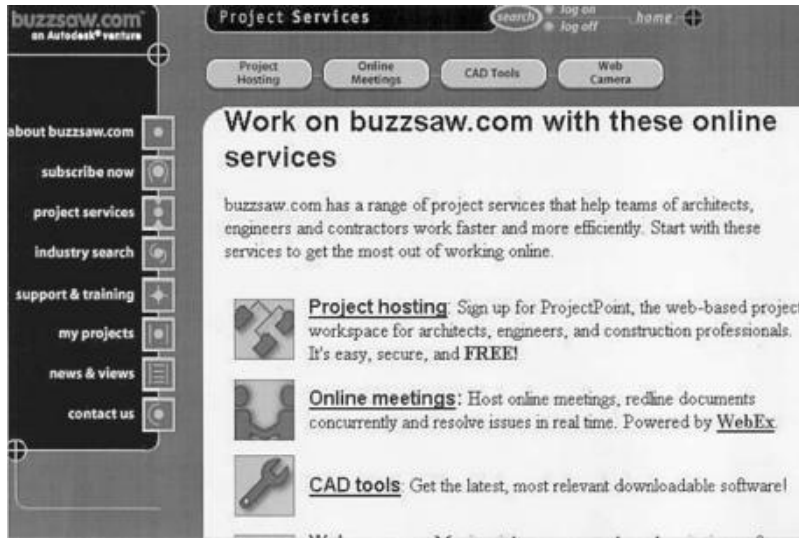 buzzsaw.com™
an Autodesk® venture
Project Services
search
log on
log off
home
Project
Hosting
Online
Meetings
CAD Tools
Web
Camera
about buzzsaw.com
subscribe now
project services
industry search
support & training
my projects
news & views
contact us
Work on buzzsaw.com with these online
services
buzzsaw.com has a range of project services that help teams of architects,
engineers and contractors work faster and more efficiently. Start with these
services to get the most out of working online.
Project hosting: Sign up for ProjectPoint, the web-based project
workspace for architects, engineers, and construction professionals.
It's easy, secure, and FREE!
Online meetings: Host online meetings, redline documents
concurrently and resolve issues in real time. Powered by WebEx.
CAD tools: Get the latest, most relevant downloadable software!